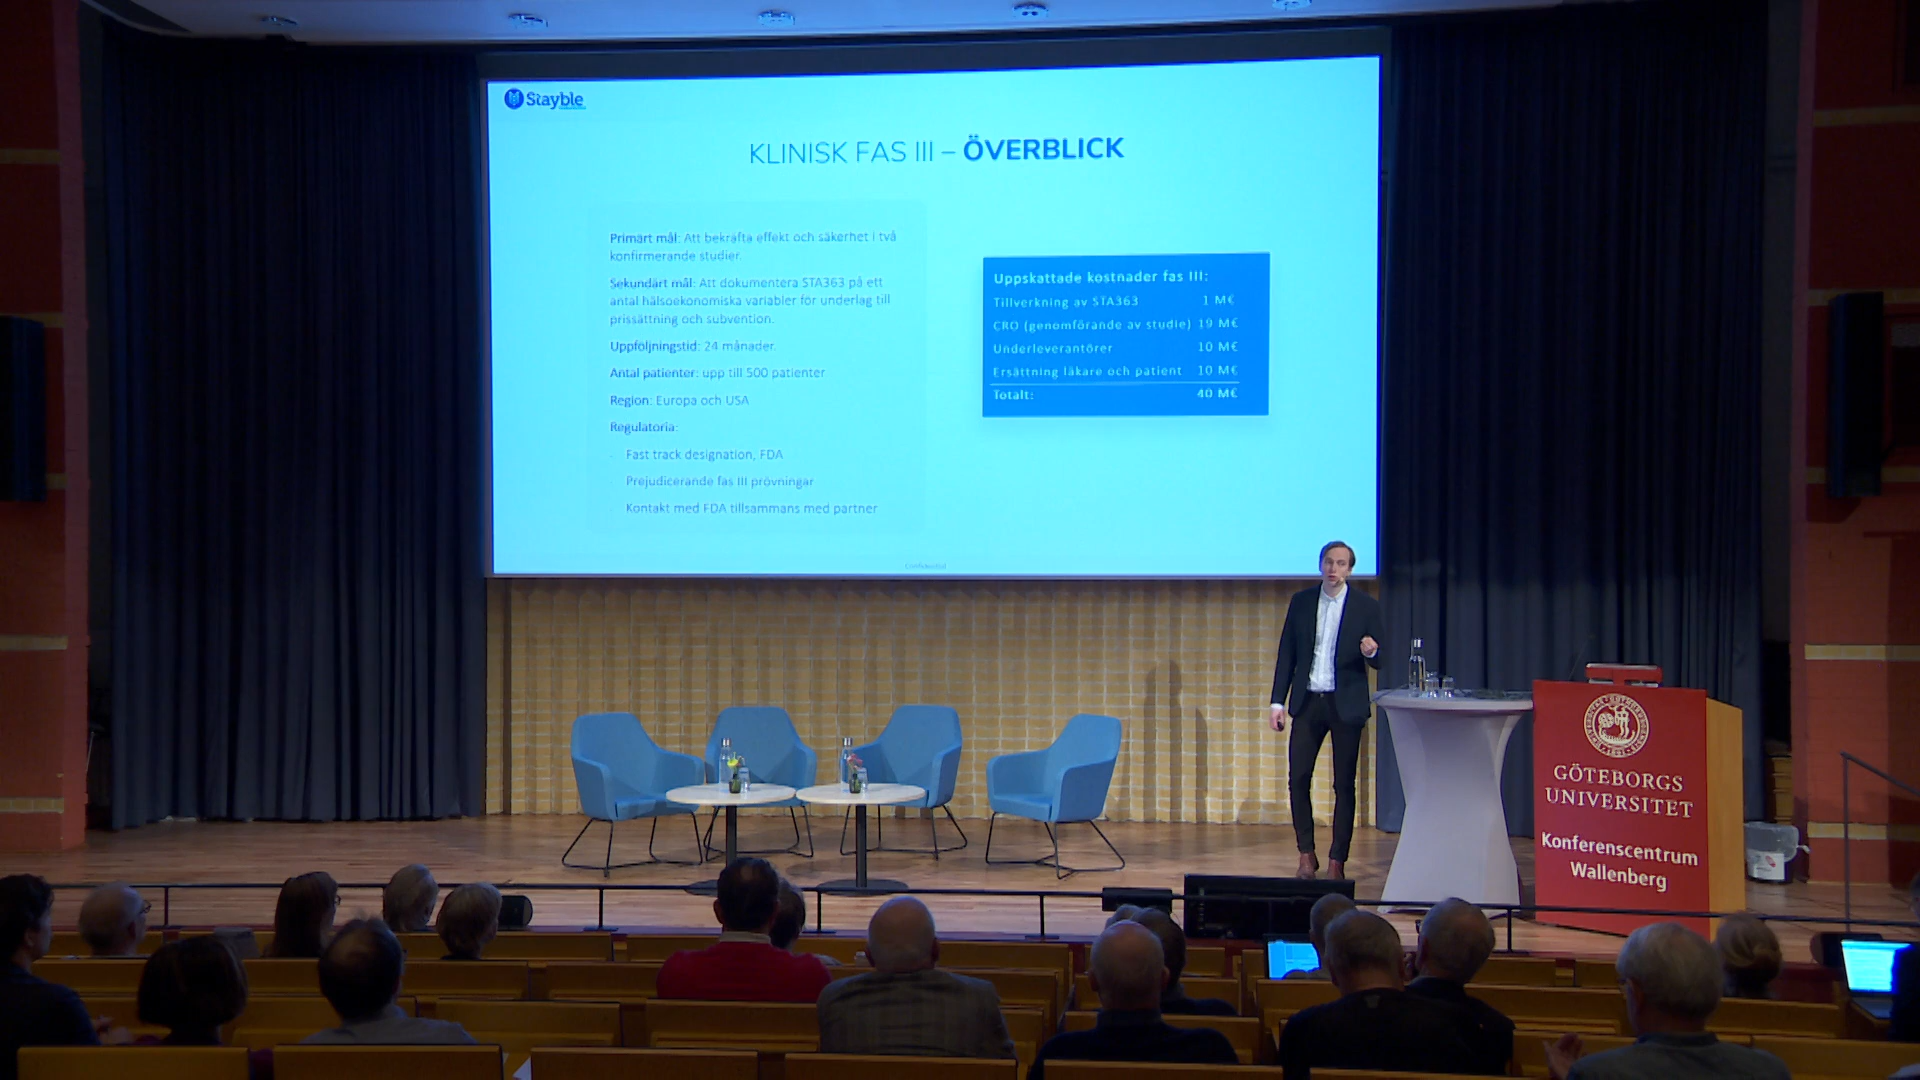 Stayble
KLINISK FAS III – ÖVERBLICK
Primärt mål: Att bekräfta effekt och säkerhet i två
konfirmerande studier.
Sekundärt mål: Att dokumentera STA363 på ett
antal hälsoekonomiska variabler för underlag till
prissättning och subvention.
Uppföljningstid: 24 månader.
Antal patienter: upp till 500 patienter
Region: Europa och USA
Regulatoria:
- Fast track designation, FDA
- Prejudicerande fas III prövningar
- Kontakt med FDA tillsammans med partner
Uppskattade kostnader fas III:
Tillverkning av STA363 1 M€
CRO (genomförande av studie) 19 M€
Underleverantörer 10 M€
Ersättning läkare och patient 10 M€
Totalt: 40 M€
Confidential
GÖTEBORGS
UNIVERSITET
Konferenscentrum
Wallenberg